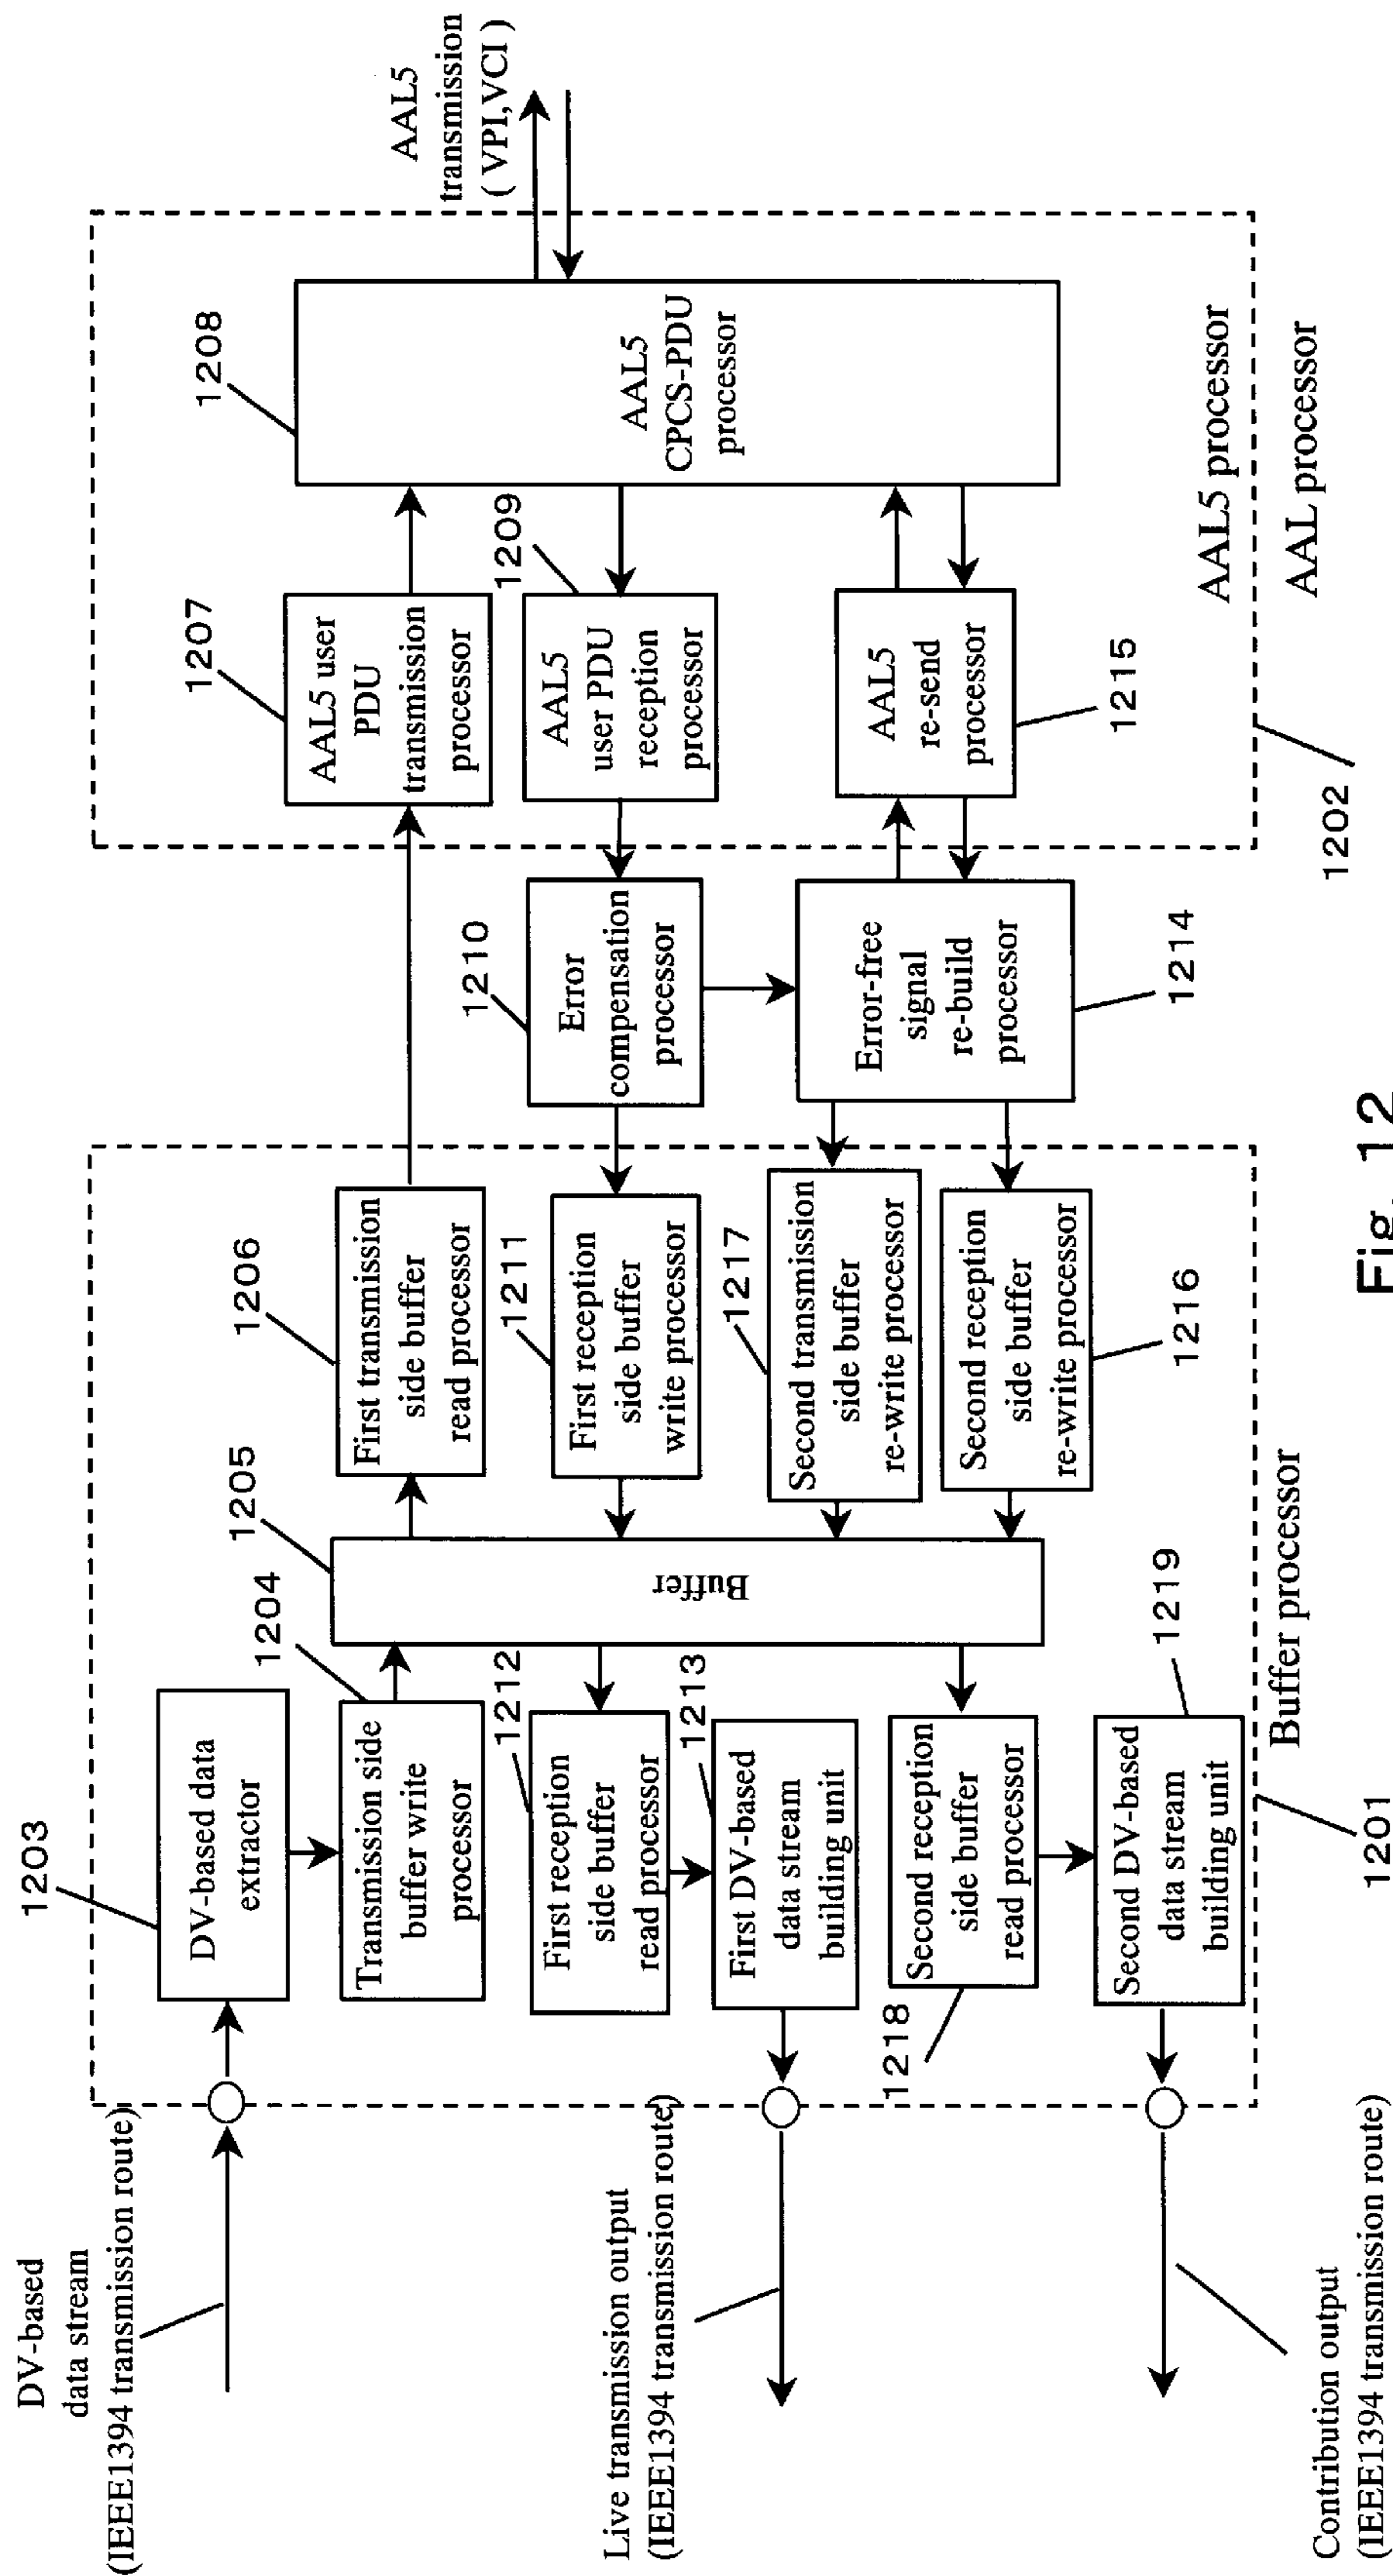 DV-based
data stream
(IEEE1394 transmission route)
1203
DV-based data
extractor
1204
Transmission side
buffer write
processor
1205
Buffer
1206
First transmission
side buffer
read processor
1207
AAL5 user
PDU
transmission
processor
1208
AAL5
CPCS-PDU
processor
AAL5
transmission
( VPI,VCI )
1209
AAL5
user PDU
reception
processor
1210
Error
compensation
processor
1211
First reception
side buffer
write processor
1212
First reception
side buffer
read processor
1213
First DV-based
data stream
building unit
Live transmission output
(IEEE1394 transmission route)
1217
Second transmission
side buffer
re-write processor
1214
Error-free
signal
re-build
processor
1215
AAL5
re-send
processor
1216
Second reception
side buffer
re-write processor
1218
Second reception
side buffer
read processor
1219
Second DV-based
data stream
building unit
Contribution output
(IEEE1394 transmission route)
Buffer processor
1201
AAL5 processor
AAL processor
1202
Fig. 12